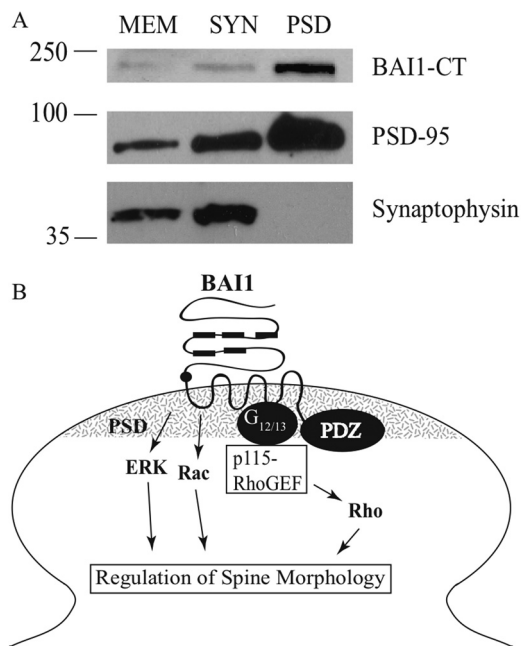 A
MEM SYN PSD
250
BAI1-CT
100
PSD-95
Synaptophysin
35
B
BAI1
PSD
G12/13
PDZ
ERK
Rac
p115-
RhoGEF
Rho
Regulation of Spine Morphology